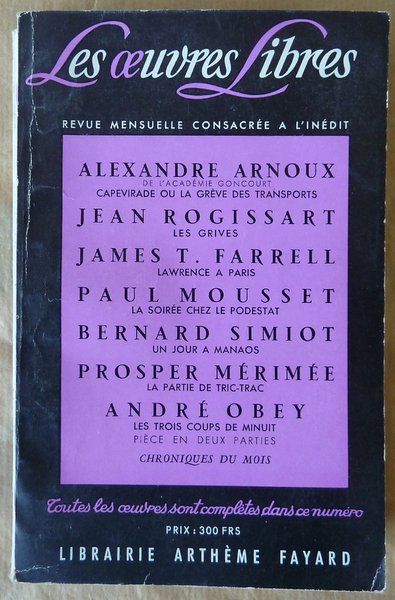 Les œuvres Libres
REVUE MENSUELLE CONSACRÉE A L'INÉDIT
ALEXANDRE ARNOUX
DE L'ACADÉMIE GONCOURT
CAPEVIRADE OU LA GRÈVE DES TRANSPORTS
JEAN ROGISSART
LES GRIVES
JAMES T. FARRELL
LAWRENCE A PARIS
PAUL MOUSSET
LA SOIRÉE CHEZ LE PODESTAT
BERNARD SIMIOT
UN JOUR A MANAOS
PROSPER MÉRIMÉE
LA PARTIE DE TRIC-TRAC
ANDRÉ OBEY
LES TROIS COUPS DE MINUIT
PIÈCE EN DEUX PARTIES
CHRONIQUES DU MOIS
Toutes les œuvres sont complètes dans ce numéro
PRIX : 300 FRS
LIBRAIRIE ARTHÈME FAYARD